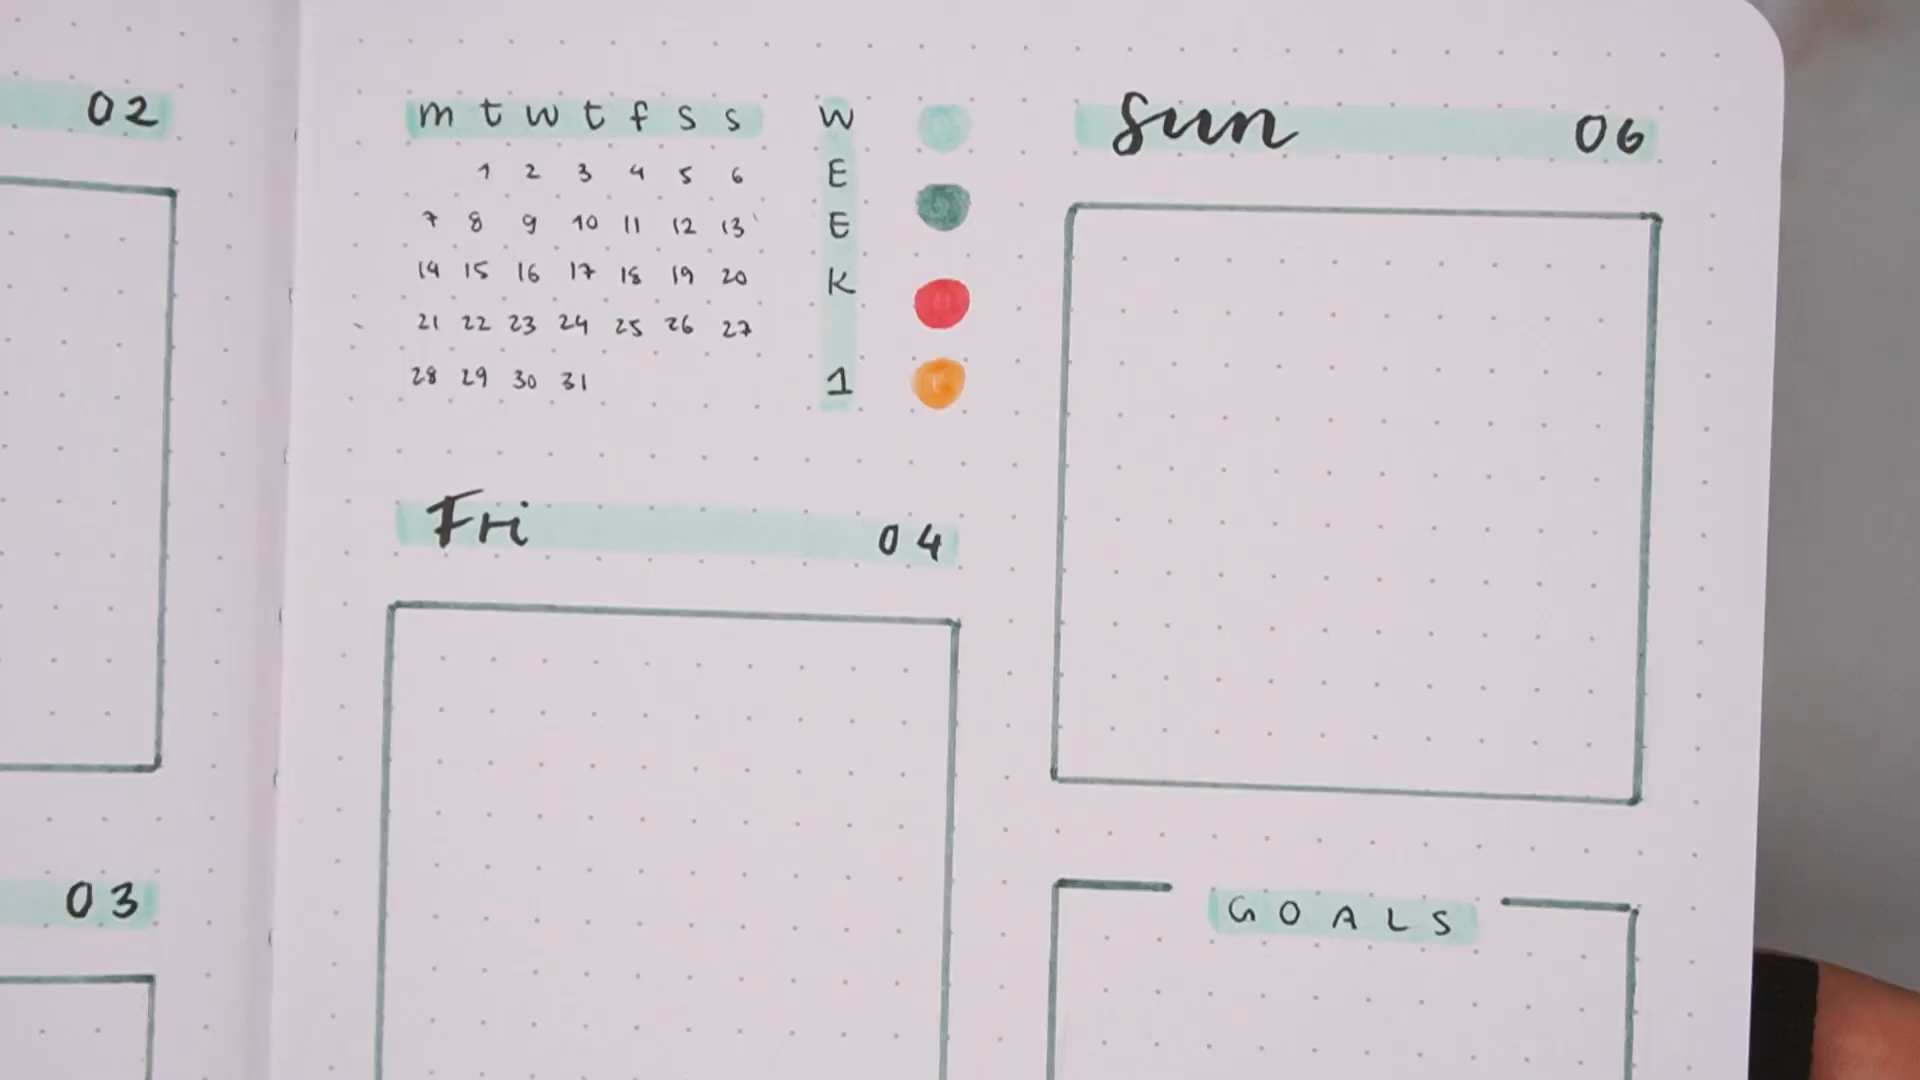 02
03
m t w t f s s
1 2 3 4 5 6
7 8 9 10 11 12 13
14 15 16 17 18 19 20
21 22 23 24 25 26 27
28 29 30 31
W
E
E
K
1
Fri 04
Sun 06
GOALS